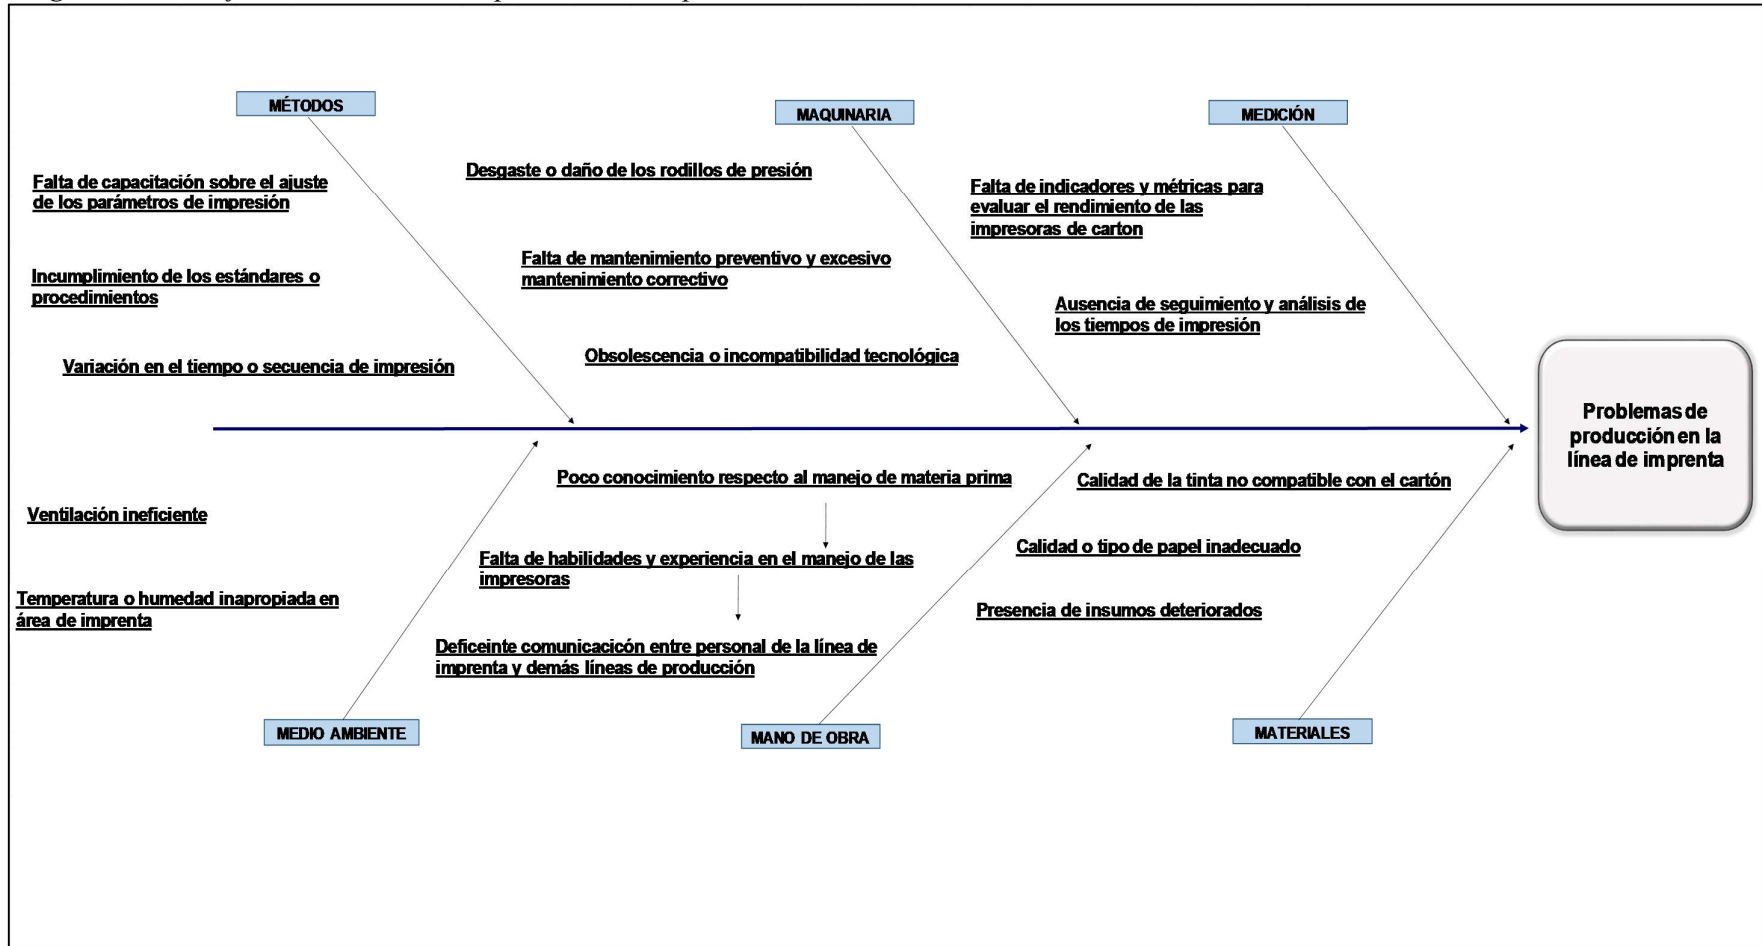 MÉTODOS
MAQUINARIA
MEDICIÓN
Falta de capacitación sobre el ajuste
de los parámetros de impresión
Incumplimiento de los estándares o
procedimientos
Variación en el tiempo o secuencia de impresión
Desgaste o daño de los rodillos de presión
Falta de mantenimiento preventivo y excesivo
mantenimiento correctivo
Obsolescencia o incompatibilidad tecnológica
Falta de indicadores y métricas para
evaluar el rendimiento de las
impresoras de carton
Ausencia de seguimiento y análisis de
los tiempos de impresión
Problemas de
producción en la
línea de imprenta
Ventilación ineficiente
Temperatura o humedad inapropiada en
área de imprenta
Poco conocimiento respecto al manejo de materia prima
Falta de habilidades y experiencia en el manejo de las
impresoras
Deficeinte comunicacicón entre personal de la línea de
imprenta y demás líneas de producción
Calidad de la tinta no compatible con el cartón
Calidad o tipo de papel inadecuado
Presencia de insumos deteriorados
MEDIO AMBIENTE
MANO DE OBRA
MATERIALES